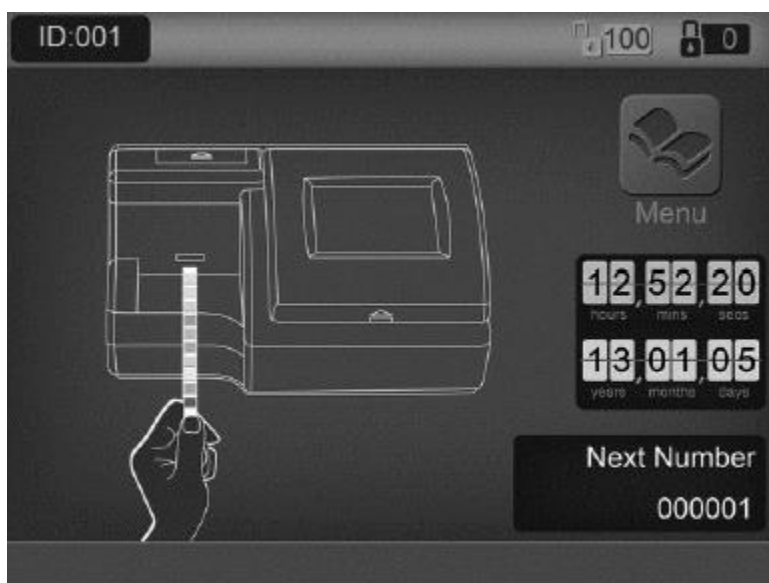 ID:001
100
0
Menu
12,52,20
hours mins secs
13,01,05
years months days
Next Number
000001